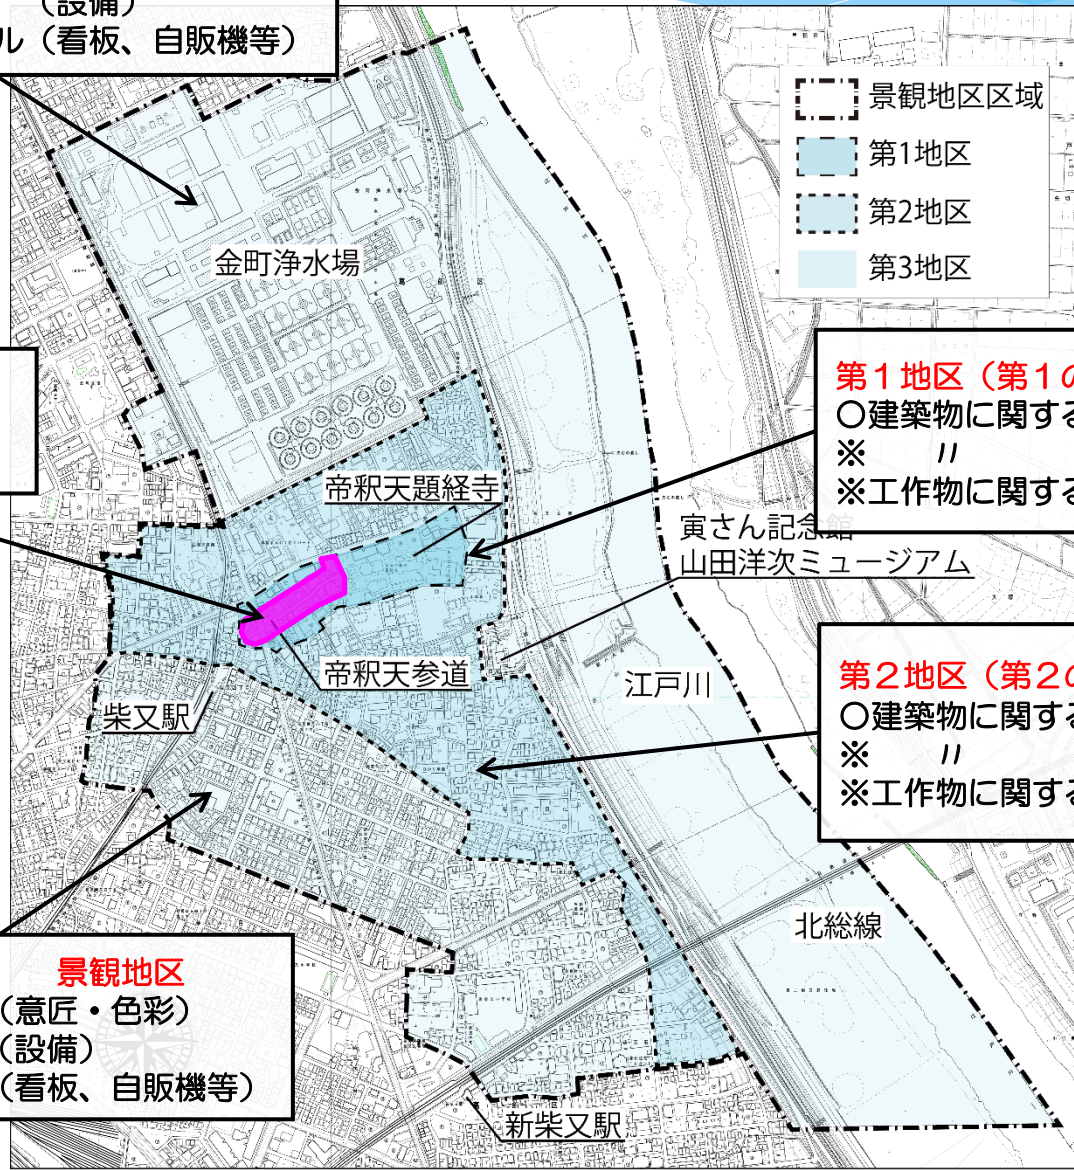 (設備)
ル（看板、自販機等）
景観地区区域
第1地区
第2地区
第3地区
金町浄水場
第１地区（第１の
○建築物に関する
※　　〃
※工作物に関する
帝釈天題経寺
寅さん記念館
山田洋次ミュージアム
帝釈天参道
江戸川
柴又駅
第２地区（第２の
○建築物に関する
※　　〃
※工作物に関する
北総線
景観地区
（意匠・色彩）
（設備）
（看板、自販機等）
新柴又駅